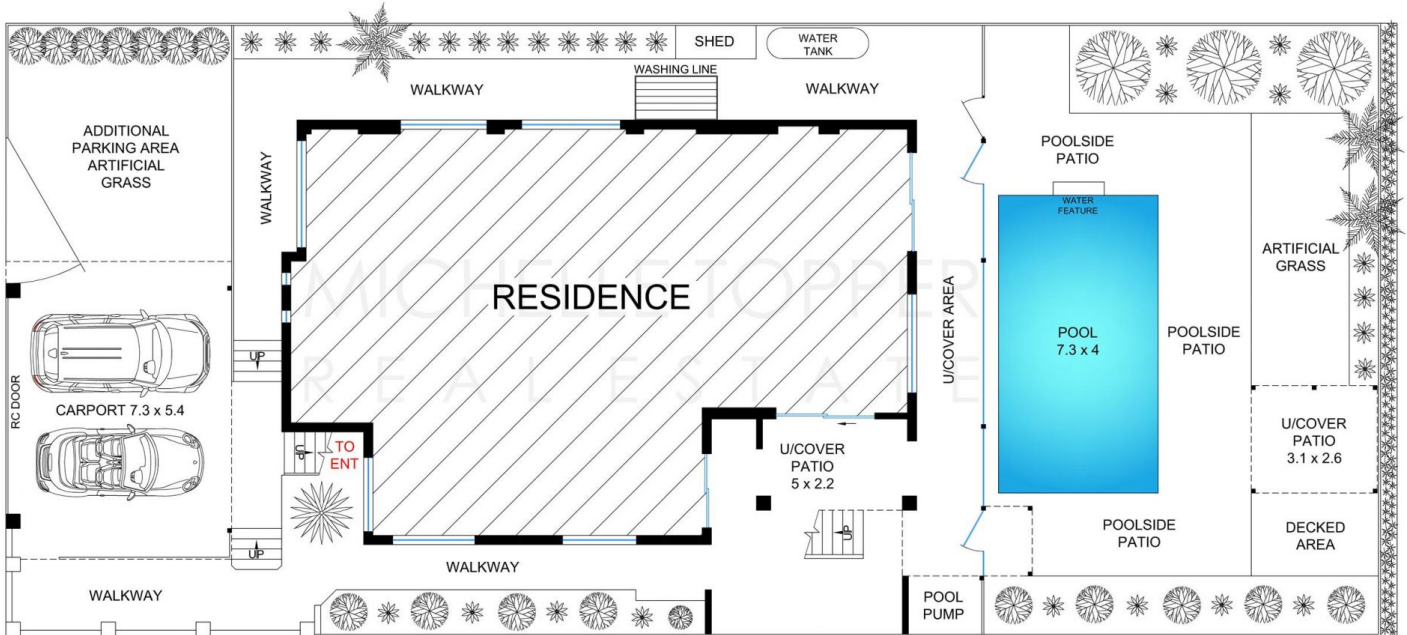 SHED
WATER
TANK
WASHING LINE
WALKWAY
WALKWAY
ADDITIONAL
PARKING AREA
ARTIFICIAL
GRASS
WALKWAY
POOLSIDE
PATIO
WATER
FEATURE
ARTIFICIAL
GRASS
MICHELLE TOPPER
REAL ESTATE
RESIDENCE
U/COVER AREA
POOL
7.3 x 4
POOLSIDE
PATIO
UP
RC DOOR
CARPORT 7.3 x 5.4
UP
TO
ENT
U/COVER
PATIO
5 x 2.2
U/COVER
PATIO
3.1 x 2.6
UP
UP
POOLSIDE
PATIO
DECKED
AREA
WALKWAY
WALKWAY
POOL
PUMP